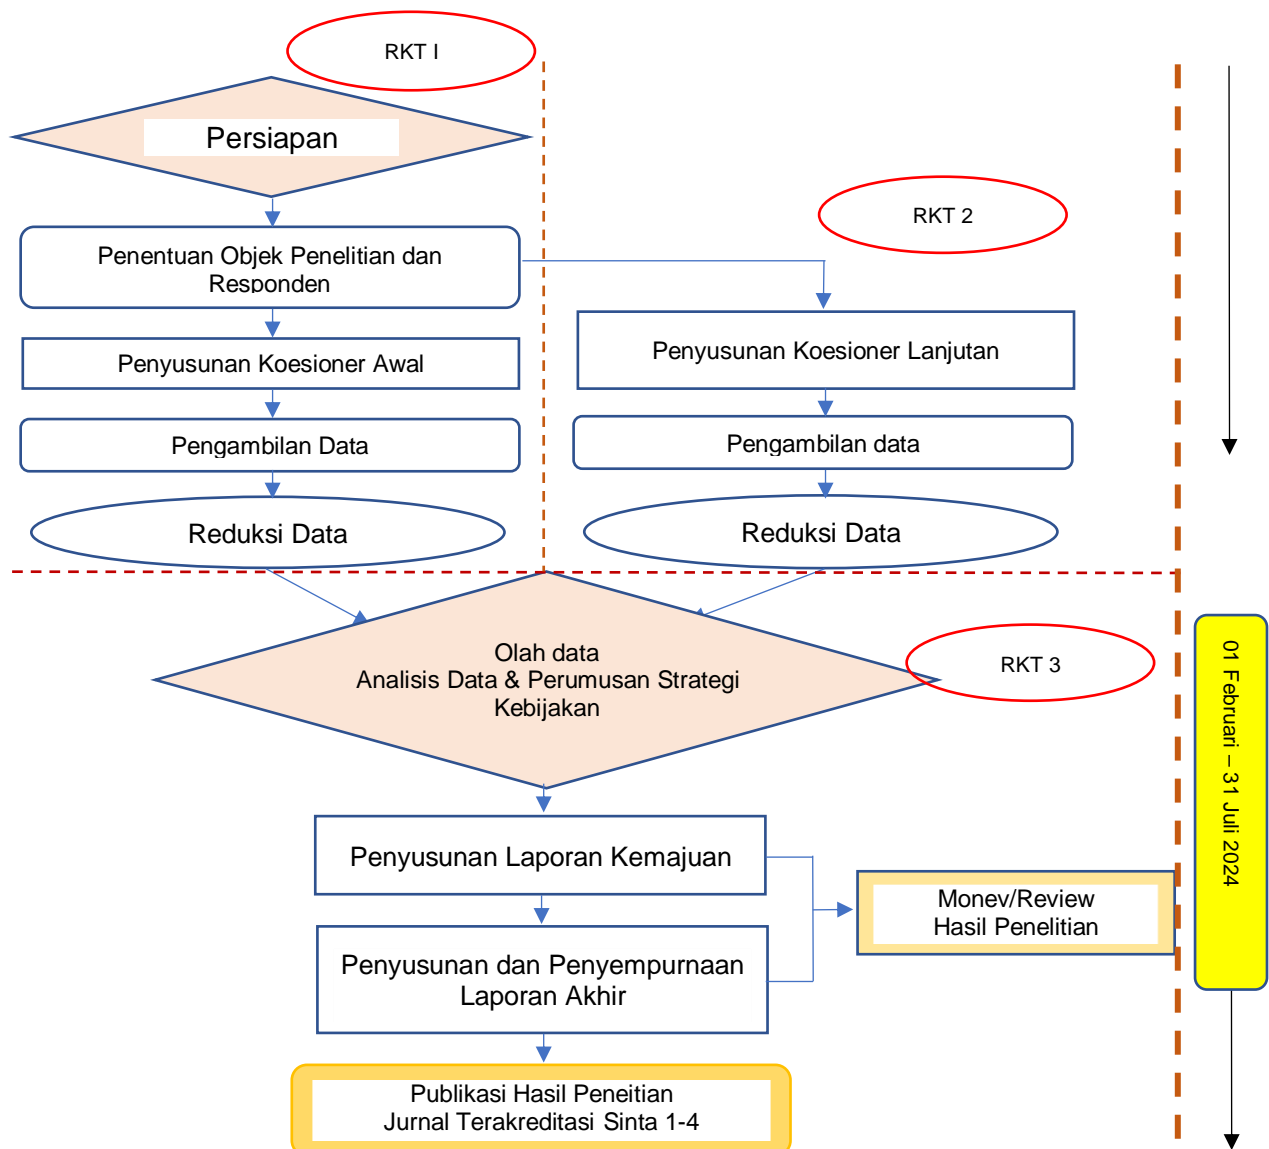 RKT I
Persiapan
RKT 2
Penentuan Objek Penelitian dan
Responden
Penyusunan Koesioner Awal
Penyusunan Koesioner Lanjutan
Pengambilan Data
Pengambilan data
Reduksi Data
Reduksi Data
Olah data
Analisis Data & Perumusan Strategi
Kebijakan
RKT 3
01 Februari – 31 Juli 2024
Penyusunan Laporan Kemajuan
Monev/Review
Hasil Penelitian
Penyusunan dan Penyempurnaan
Laporan Akhir
Publikasi Hasil Peneitian
Jurnal Terakreditasi Sinta 1-4